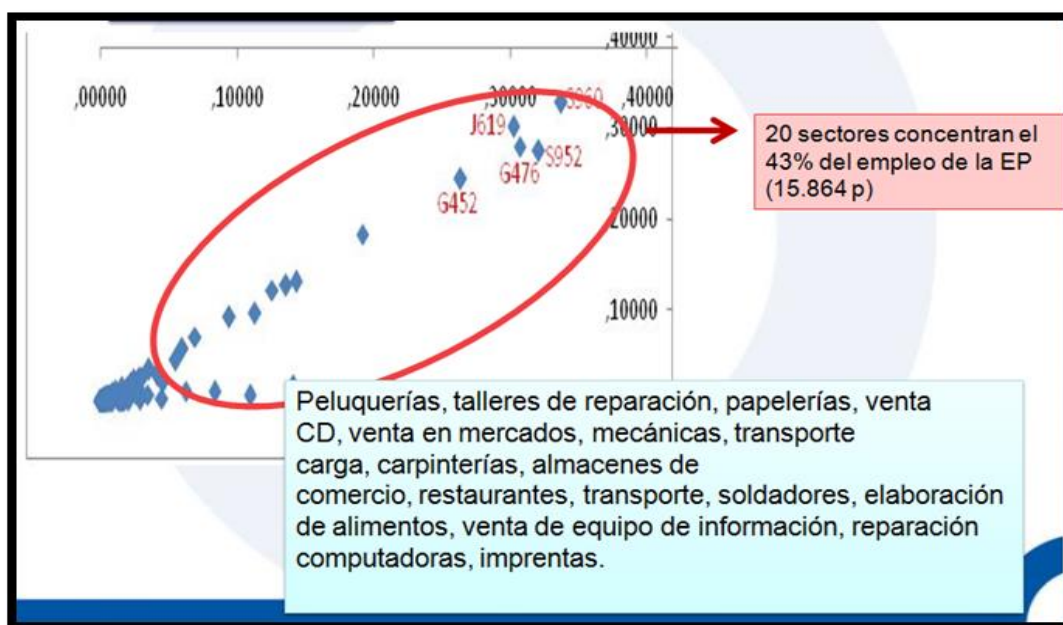 ,40000
,00000 ,10000 ,20000 ,30000 ,40000
S960
J619
,30000
S952
G476
G452
,20000
,10000
20 sectores concentran el
43% del empleo de la EP
(15.864 p)
Peluquerías, talleres de reparación, papelerías, venta
CD, venta en mercados, mecánicas, transporte
carga, carpinterías, almacenes de
comercio, restaurantes, transporte, soldadores, elaboración
de alimentos, venta de equipo de información, reparación
computadoras, imprentas.